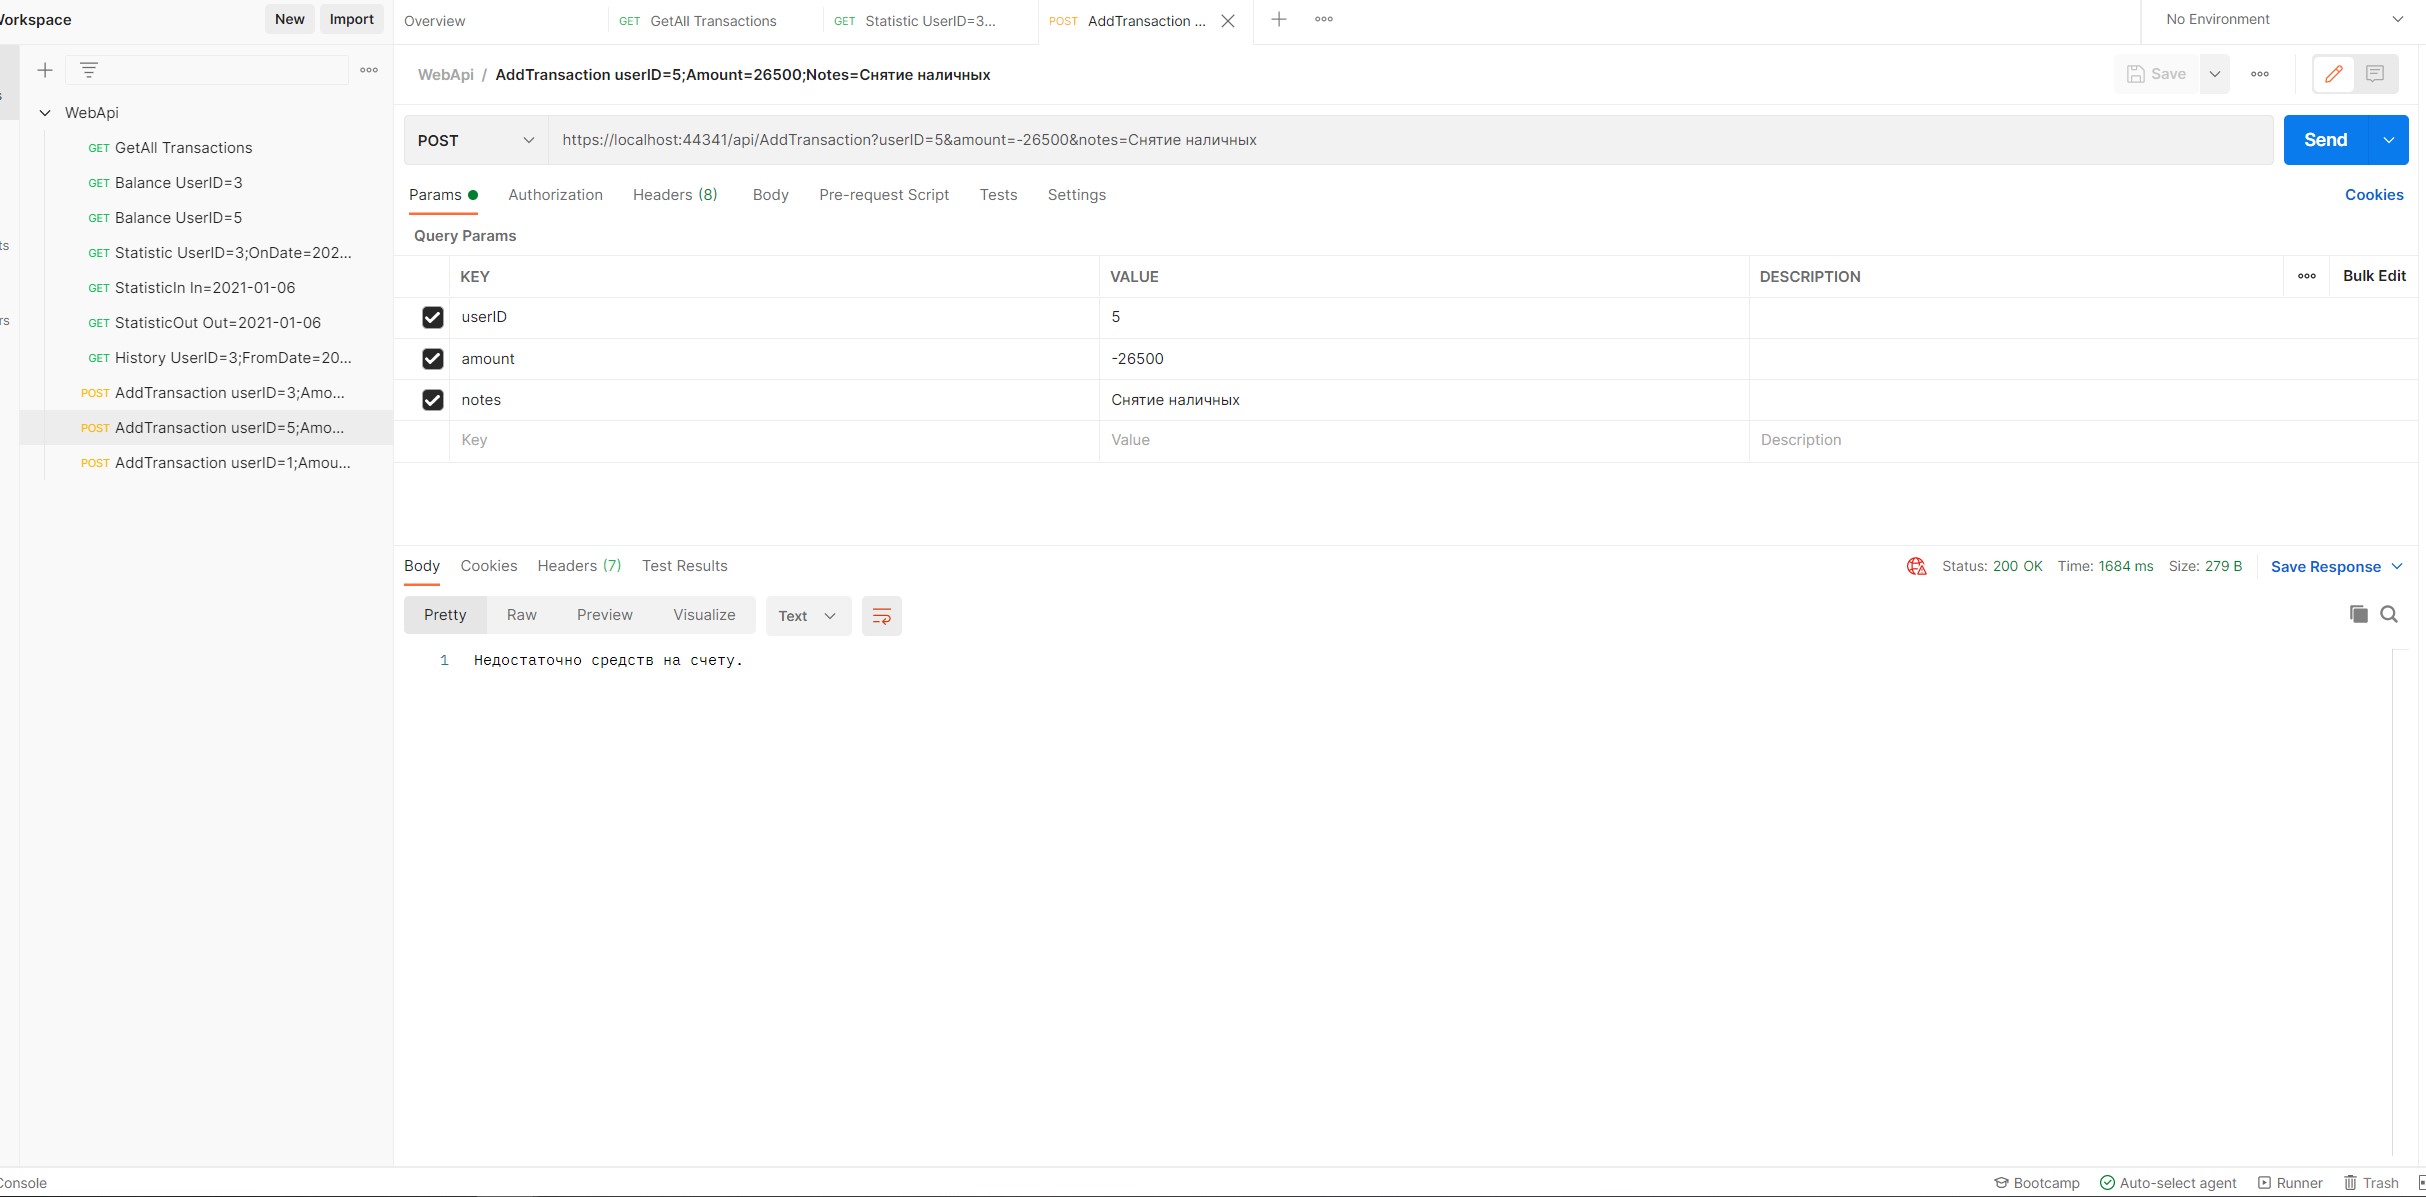 Workspace New Import Overview GET GetAll Transactions GET Statistic UserID=3... POST AddTransaction ... No Environment
WebApi / AddTransaction userID=5;Amount=26500;Notes=Снятие наличных Save
WebApi
GET GetAll Transactions
GET Balance UserID=3
GET Balance UserID=5
GET Statistic UserID=3;OnDate=202...
GET StatisticIn In=2021-01-06
GET StatisticOut Out=2021-01-06
GET History UserID=3;FromDate=20...
POST AddTransaction userID=3;Amo...
POST AddTransaction userID=5;Amo...
POST AddTransaction userID=1;Amou...
POST https://localhost:44341/api/AddTransaction?userID=5&amount=-26500&notes=Снятие наличных Send
Params Authorization Headers (8) Body Pre-request Script Tests Settings Cookies
Query Params
KEY VALUE DESCRIPTION Bulk Edit
userID 5
amount -26500
notes Снятие наличных
Key Value Description
Body Cookies Headers (7) Test Results Status: 200 OK Time: 1684 ms Size: 279 B Save Response
Pretty Raw Preview Visualize Text
1 Недостаточно средств на счету.
Console Bootcamp Auto-select agent Runner Trash